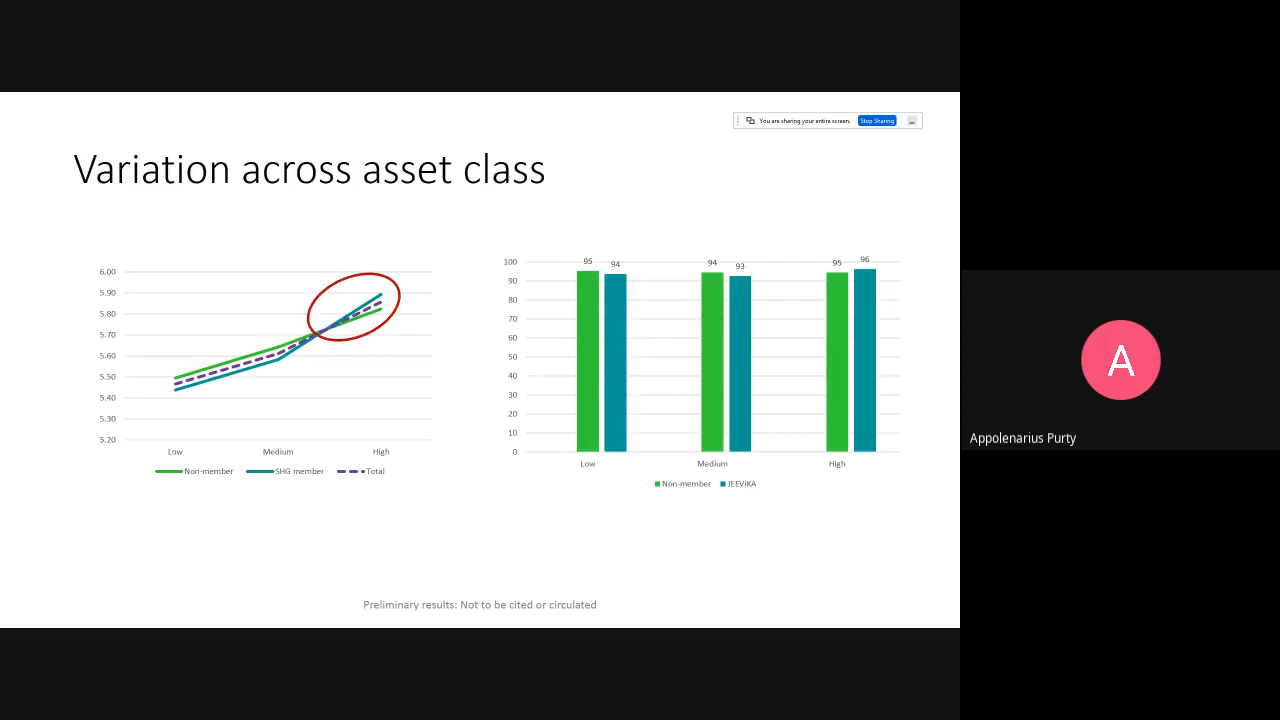 You are sharing your entire screen. Stop Sharing
Variation across asset class
6.00
5.90
5.80
5.70
5.60
5.50
5.40
5.30
5.20
Low Medium High
Non-member SHG member Total
100
90
80
70
60
50
40
30
20
10
0
95 94 94 93 95 96
Low Medium High
Non-member JEEViKA
Preliminary results: Not to be cited or circulated
A
Appolenarius Purty